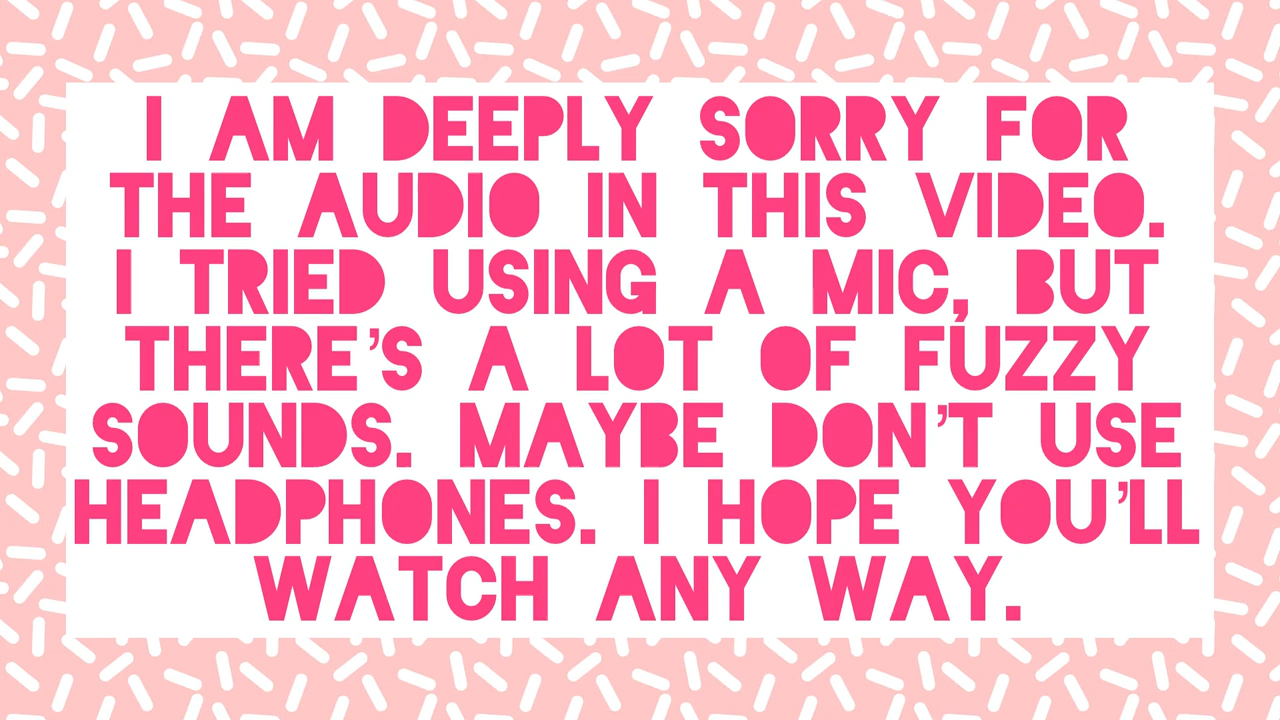 I AM DEEPLY SORRY FOR
THE AUDIO IN THIS VIDEO.
I TRIED USING A MIC, BUT
THERE'S A LOT OF FUZZY
SOUNDS. MAYBE DON'T USE
HEADPHONES. I HOPE YOU'LL
WATCH ANY WAY.